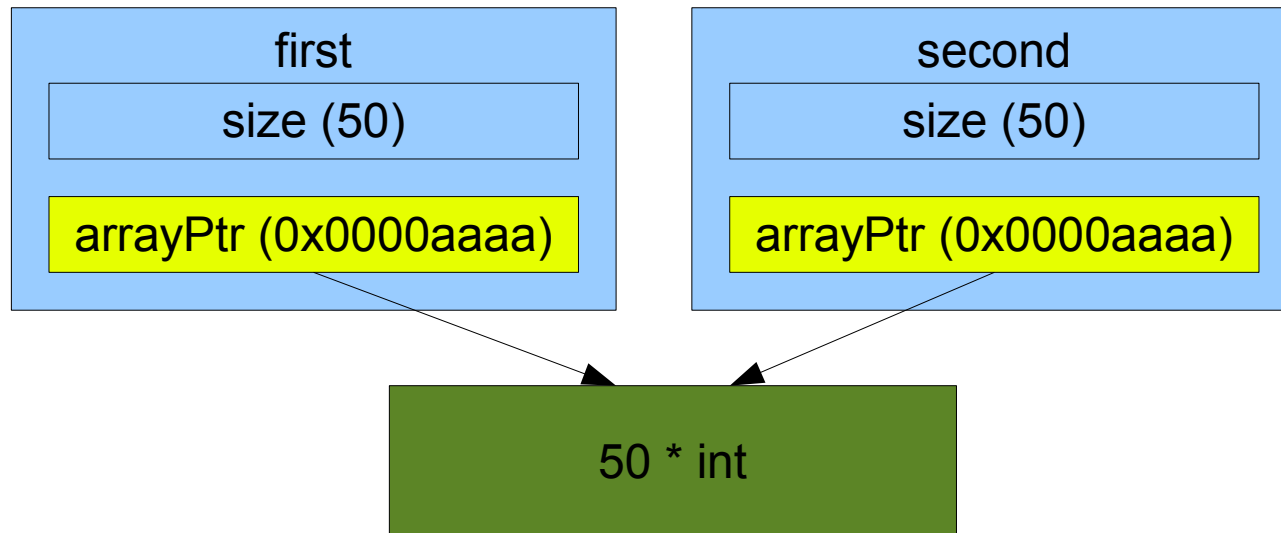 first
size (50)
arrayPtr (0x0000aaaa)
second
size (50)
arrayPtr (0x0000aaaa)
50 * int